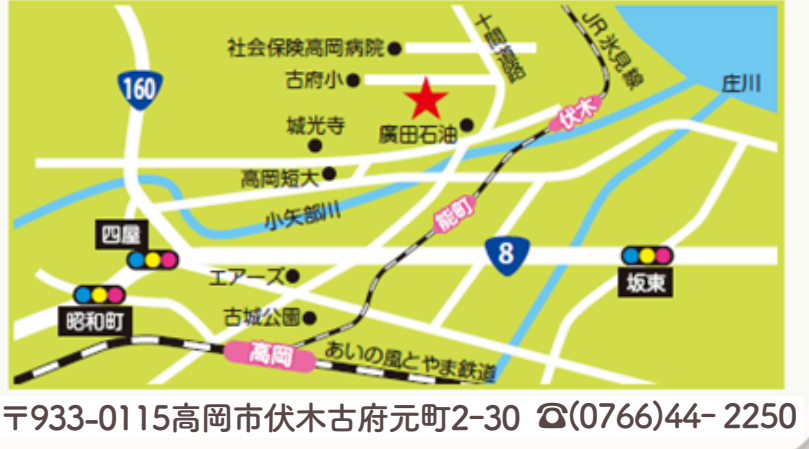 十間道路
JR氷見線
社会保険高岡病院
160
古府小
庄川
伏木
城光寺
廣田石油
高岡短大
能町
小矢部川
四屋
8
エアーズ
坂東
昭和町
古城公園
高岡
あいの風とやま鉄道
〒933-0115高岡市伏木古府元町2-30 ☎(0766)44-2250